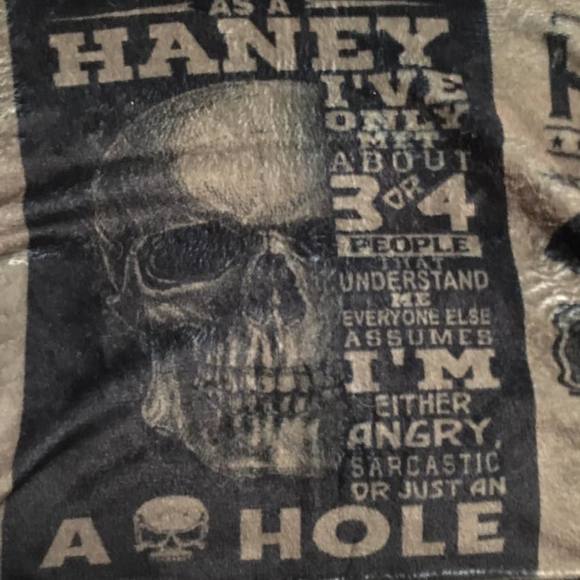 AS A
HANEY
I'VE
ONLY
MET
ABOUT
3 OR 4
PEOPLE
THAT
UNDERSTAND
ME
EVERYONE ELSE
ASSUMES
I'M
EITHER
ANGRY,
SARCASTIC
OR JUST AN
A HOLE